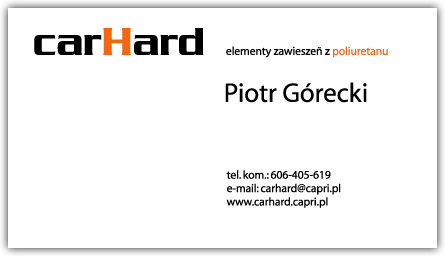 carHard
elementy zawieszeń z poliuretanu
Piotr Górecki
tel. kom.: 606-405-619
e-mail: carhard@capri.pl
www.carhard.capri.pl